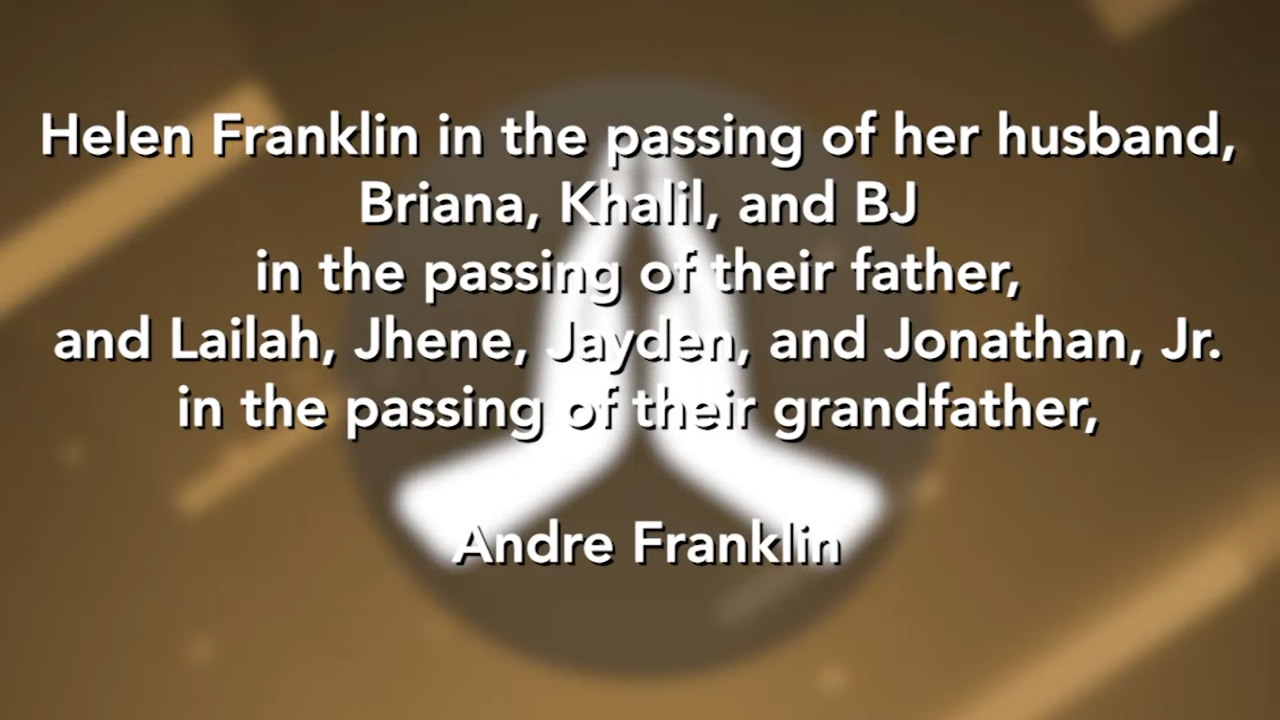 Helen Franklin in the passing of her husband,
Briana, Khalil, and BJ
in the passing of their father,
and Lailah, Jhene, Jayden, and Jonathan, Jr.
in the passing of their grandfather,
Andre Franklin